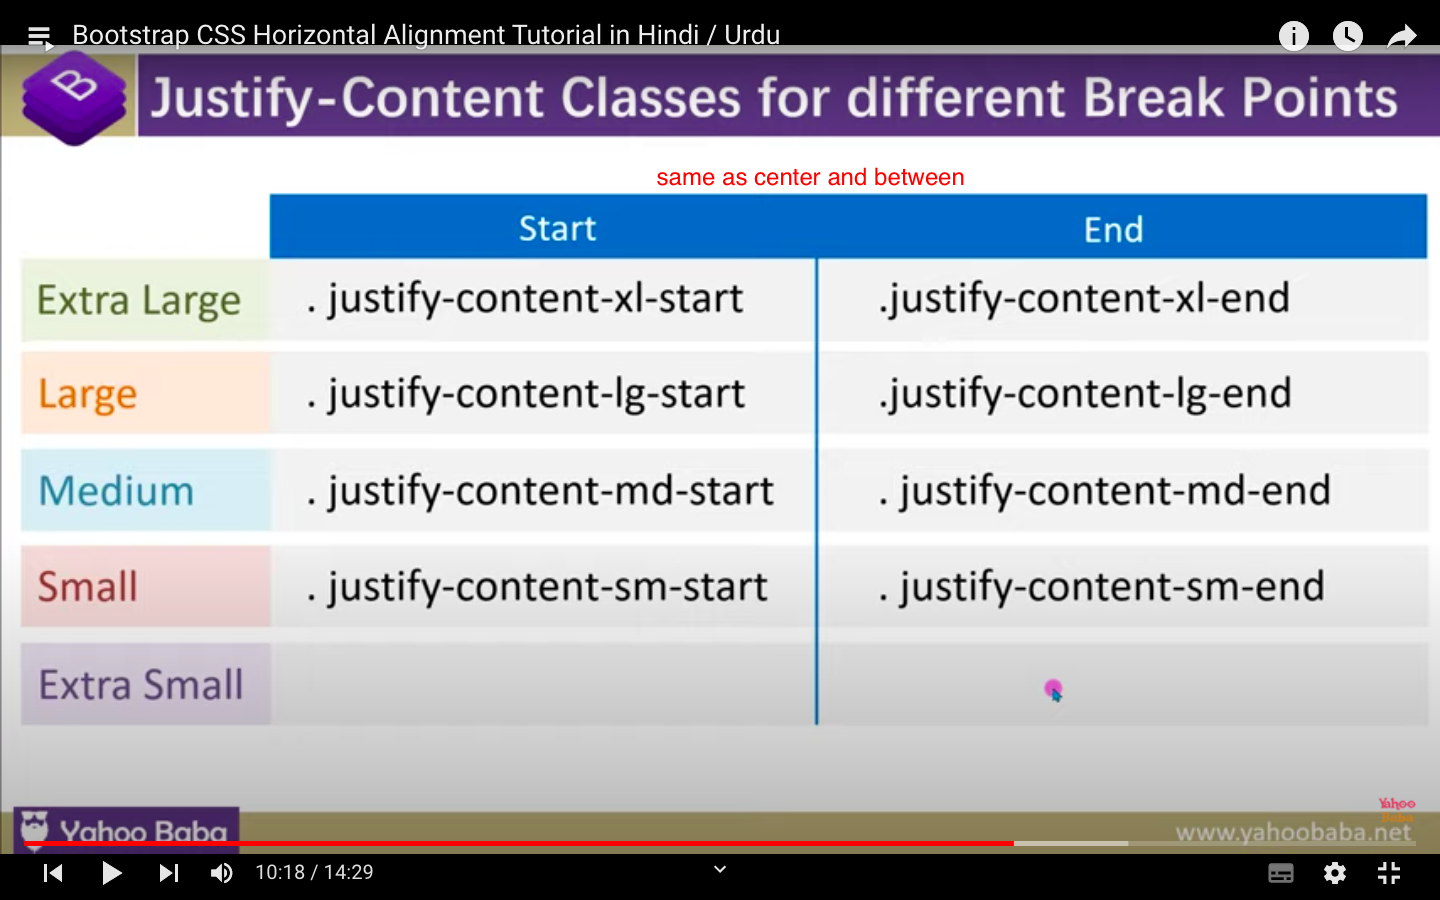 Bootstrap CSS Horizontal Alignment Tutorial in Hindi / Urdu
B
Justify-Content Classes for different Break Points
same as center and between
Start End
Extra Large . justify-content-xl-start .justify-content-xl-end
Large . justify-content-lg-start .justify-content-lg-end
Medium . justify-content-md-start . justify-content-md-end
Small . justify-content-sm-start . justify-content-sm-end
Extra Small
Yahoo
Baba
Yahoo Baba www.yahoobaba.net
10:18 / 14:29